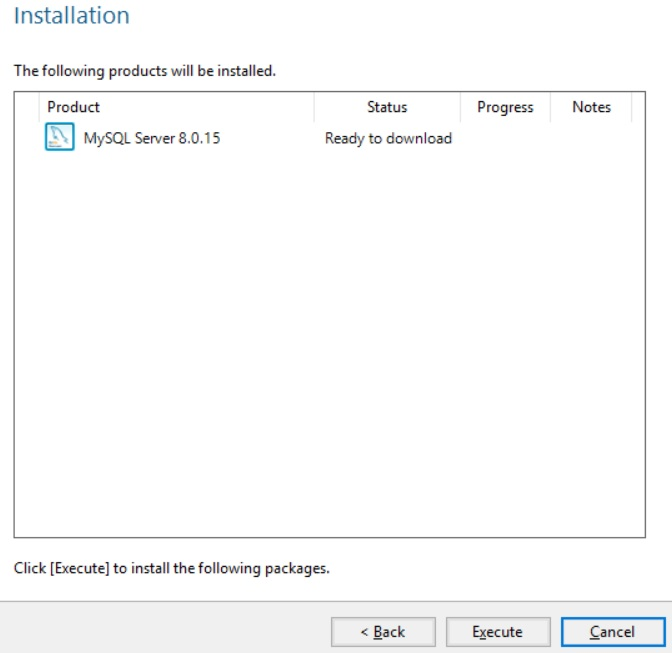 Installation
The following products will be installed.
Product Status Progress Notes
MySQL Server 8.0.15 Ready to download
Click [Execute] to install the following packages.
< Back Execute Cancel